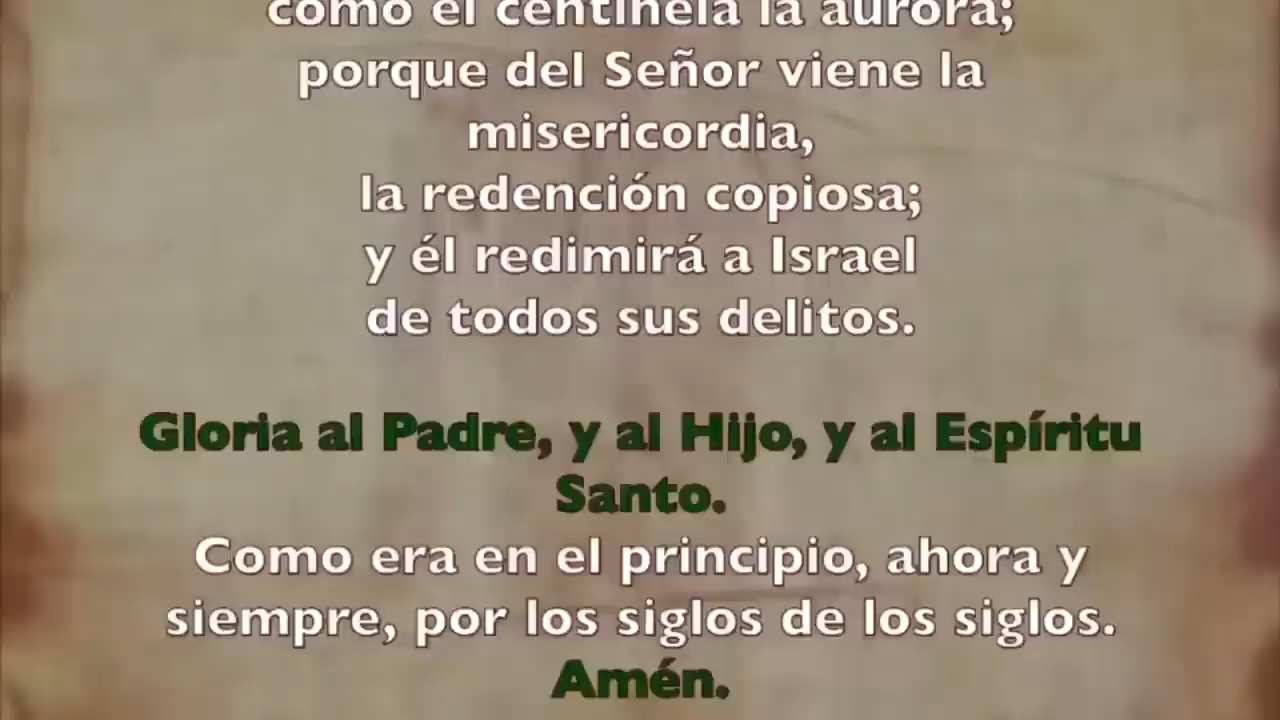 como el centinela la aurora;
porque del Señor viene la
misericordia,
la redención copiosa;
y él redimirá a Israel
de todos sus delitos.
Gloria al Padre, y al Hijo, y al Espíritu
Santo.
Como era en el principio, ahora y
siempre, por los siglos de los siglos.
Amén.